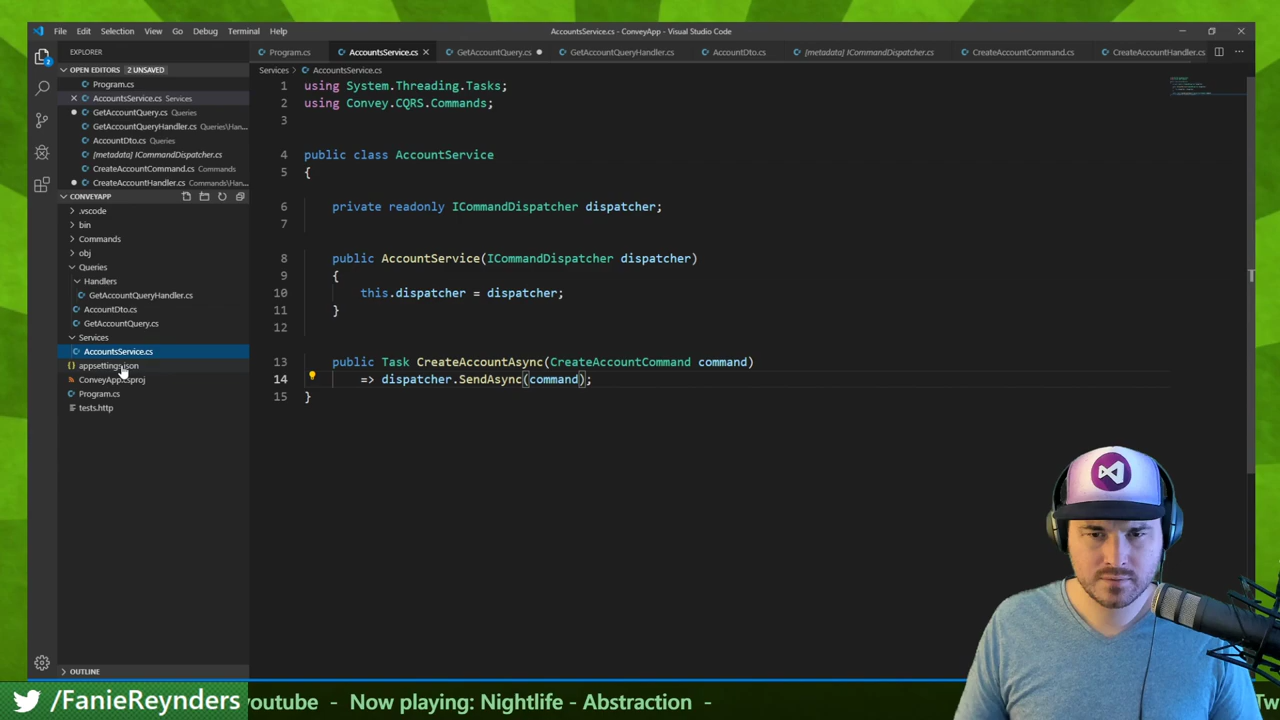 File Edit Selection View Go Debug Terminal Help
AccountsService.cs - ConveyApp - Visual Studio Code
EXPLORER
Program.cs
AccountsService.cs
GetAccountQuery.cs
GetAccountQueryHandler.cs
AccountDto.cs
[metadata] ICommandDispatcher.cs
CreateAccountCommand.cs
CreateAccountHandler.cs
OPEN EDITORS 2 UNSAVED
Program.cs
AccountsService.cs Services
GetAccountQuery.cs Queries
GetAccountQueryHandler.cs Queries\Han...
AccountDto.cs Queries
[metadata] ICommandDispatcher.cs
CreateAccountCommand.cs Commands
CreateAccountHandler.cs Commands\Han...
CONVEYAPP
.vscode
bin
Commands
obj
Queries
Handlers
GetAccountQueryHandler.cs
AccountDto.cs
GetAccountQuery.cs
Services
AccountsService.cs
appsettings.json
ConveyApp.csproj
Program.cs
tests.http
OUTLINE
Services > AccountsService.cs
1 using System.Threading.Tasks;
2 using Convey.CQRS.Commands;
3
4 public class AccountService
5 {
6 private readonly ICommandDispatcher dispatcher;
7
8 public AccountService(ICommandDispatcher dispatcher)
9 {
10 this.dispatcher = dispatcher;
11 }
12
13 public Task CreateAccountAsync(CreateAccountCommand command)
14 => dispatcher.SendAsync(command);
15 }
/FanieReynders
youtube - Now playing: Nightlife - Abstraction -
Tw